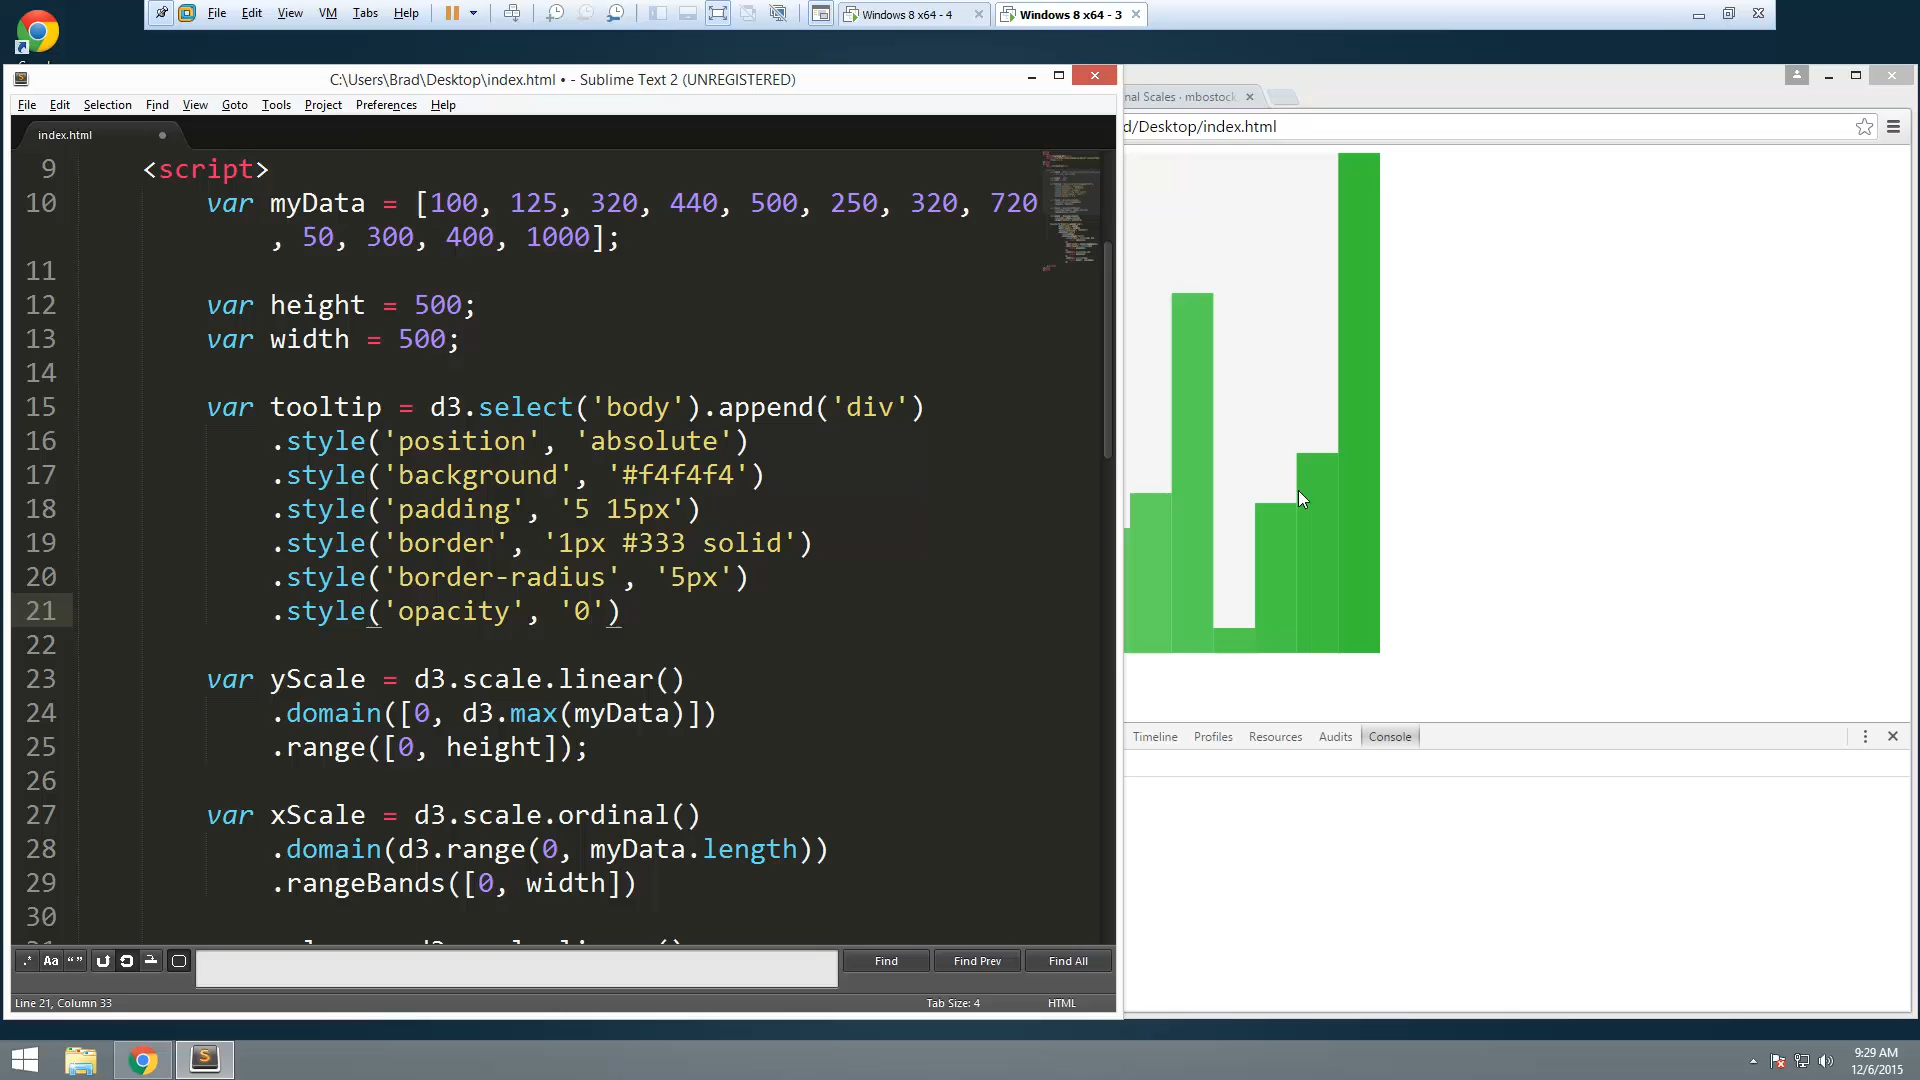 File Edit View VM Tabs Help
Windows 8 x64 - 4
Windows 8 x64 - 3
C:\Users\Brad\Desktop\index.html • - Sublime Text 2 (UNREGISTERED)
File Edit Selection Find View Goto Tools Project Preferences Help
nal Scales · mbostock
d/Desktop/index.html
index.html
9 <script>
10 var myData = [100, 125, 320, 440, 500, 250, 320, 720
, 50, 300, 400, 1000];
11
12 var height = 500;
13 var width = 500;
14
15 var tooltip = d3.select('body').append('div')
16 .style('position', 'absolute')
17 .style('background', '#f4f4f4')
18 .style('padding', '5 15px')
19 .style('border', '1px #333 solid')
20 .style('border-radius', '5px')
21 .style('opacity', '0')
22
23 var yScale = d3.scale.linear()
24 .domain([0, d3.max(myData)])
25 .range([0, height]);
26
27 var xScale = d3.scale.ordinal()
28 .domain(d3.range(0, myData.length))
29 .rangeBands([0, width])
30
Timeline Profiles Resources Audits Console
.* Aa “” Find Find Prev Find All
Line 21, Column 33 Tab Size: 4 HTML
9:29 AM
12/6/2015